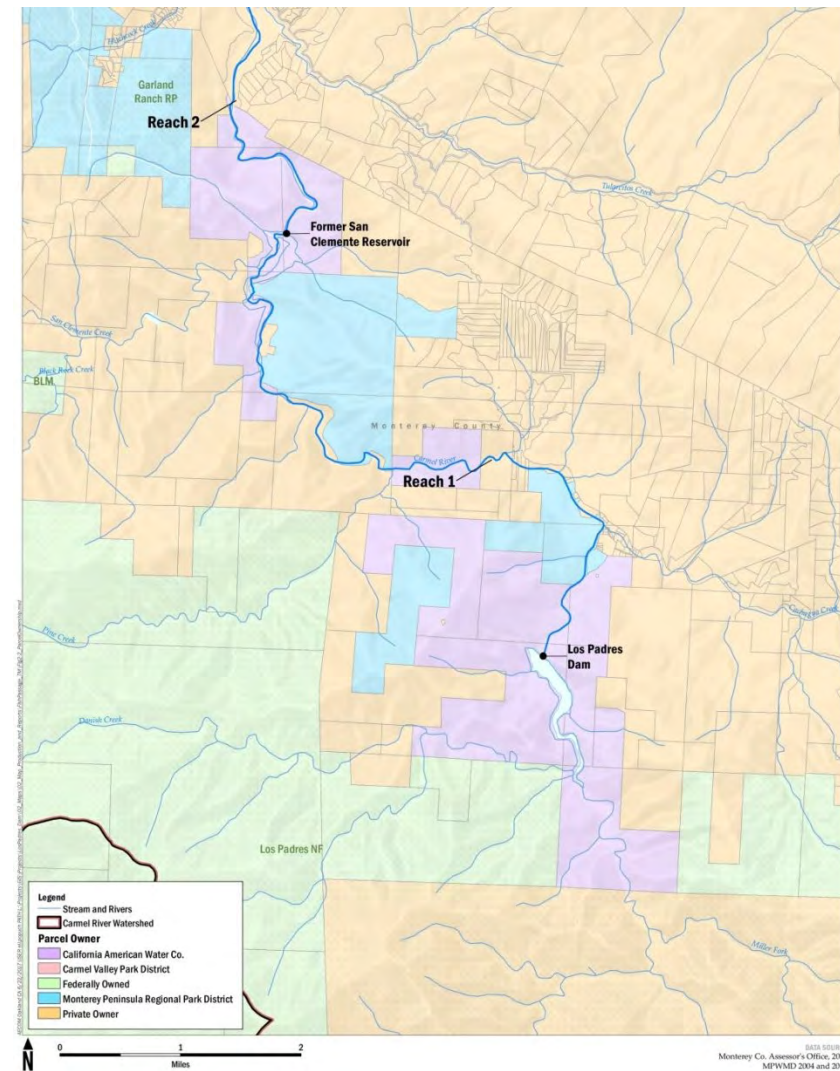 Garland
Ranch RP
Reach 2
Tularcitos Creek
Former San
Clemente Reservoir
San Clemente Creek
Black Rock Creek
BLM
Monterey County
Carmel River
Reach 1
Cachagua Creek
Pine Creek
Los Padres
Dam
Danish Creek
Los Padres NF
Miller Fork
Legend
Stream and Rivers
Carmel River Watershed
Parcel Owner
California American Water Co.
Carmel Valley Park District
Federally Owned
Monterey Peninsula Regional Park District
Private Owner
N
0 1 2
Miles
DATA SOUR
Monterey Co. Assessor's Office, 20
MPWMD 2004 and 20